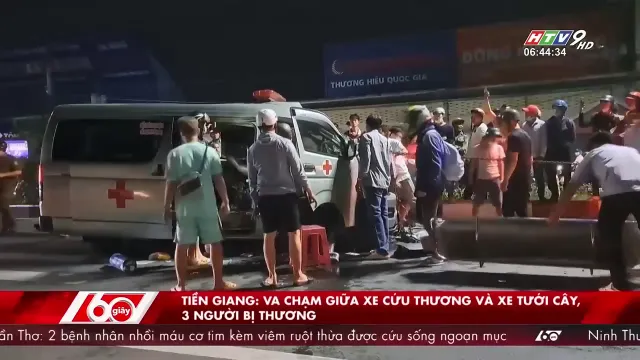 HTV9 HD
06:44:34
THƯƠNG HIỆU QUỐC GIA
60 giây
TIỀN GIANG: VA CHẠM GIỮA XE CỨU THƯƠNG VÀ XE TƯỚI CÂY,
3 NGƯỜI BỊ THƯƠNG
ần Thơ: 2 bệnh nhân nhồi máu cơ tim kèm viêm ruột thừa được cứu sống ngoạn mục
60 giây
Ninh Thu